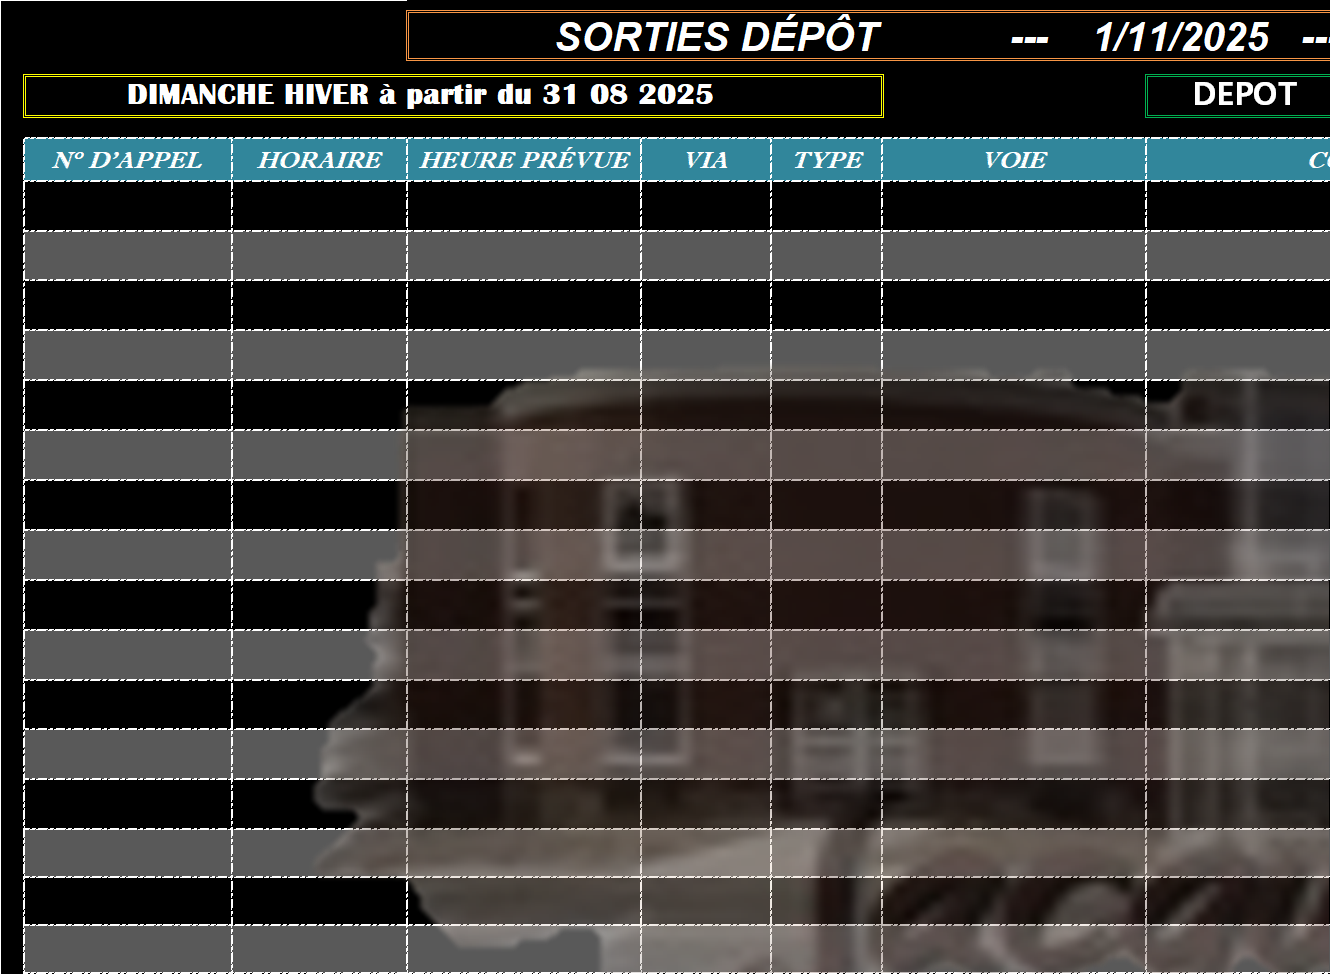 SORTIES DÉPÔT --- 1/11/2025
DIMANCHE HIVER à partir du 31 08 2025
DEPOT
N° D'APPEL HORAIRE HEURE PRÉVUE VIA TYPE VOIE